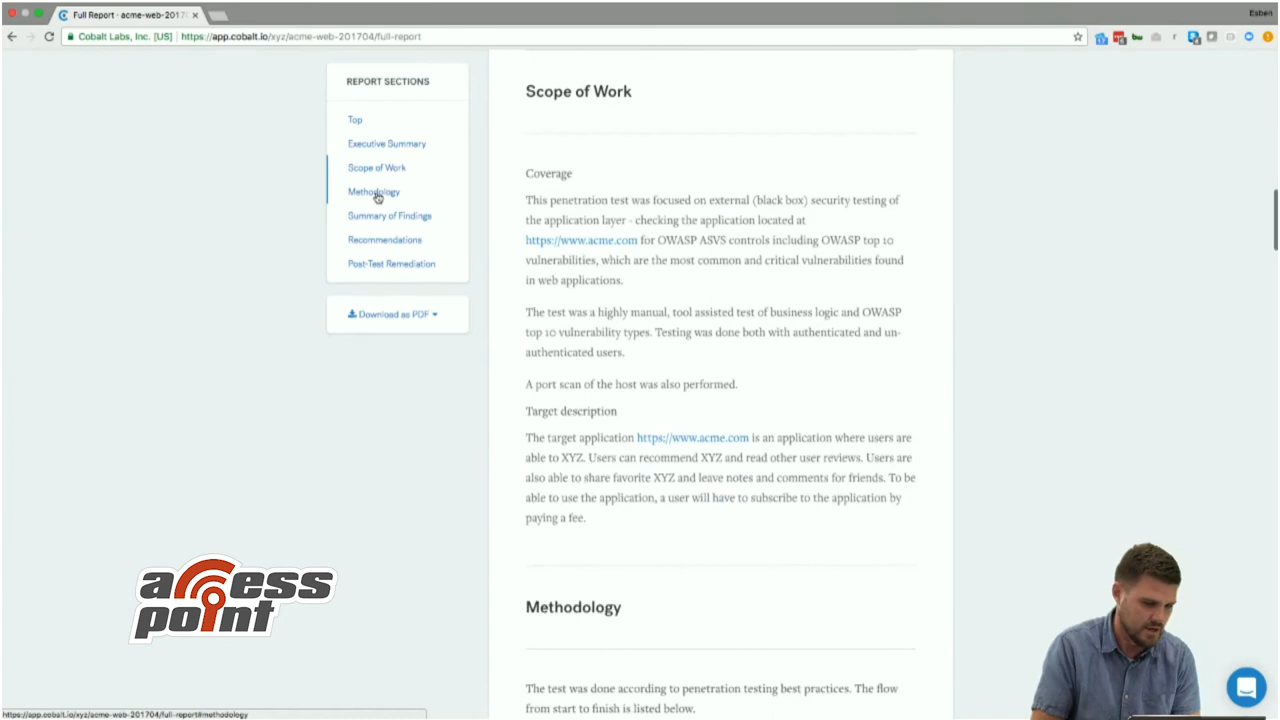 Full Report - acme-web-2017
Esben
Cobalt Labs, Inc. [US] | https://app.cobalt.io/xyz/acme-web-201704/full-report
REPORT SECTIONS
Top
Executive Summary
Scope of Work
Methodology
Summary of Findings
Recommendations
Post-Test Remediation
Download as PDF
Scope of Work
Coverage
This penetration test was focused on external (black box) security testing of
the application layer - checking the application located at
https://www.acme.com for OWASP ASVS controls including OWASP top 10
vulnerabilities, which are the most common and critical vulnerabilities found
in web applications.
The test was a highly manual, tool assisted test of business logic and OWASP
top 10 vulnerability types. Testing was done both with authenticated and un-
authenticated users.
A port scan of the host was also performed.
Target description
The target application https://www.acme.com is an application where users are
able to XYZ. Users can recommend XYZ and read other user reviews. Users are
also able to share favorite XYZ and leave notes and comments for friends. To be
able to use the application, a user will have to subscribe to the application by
paying a fee.
Methodology
The test was done according to penetration testing best practices. The flow
from start to finish is listed below.
access
point
https://app.cobalt.io/xyz/acme-web-201704/full-report#methodology